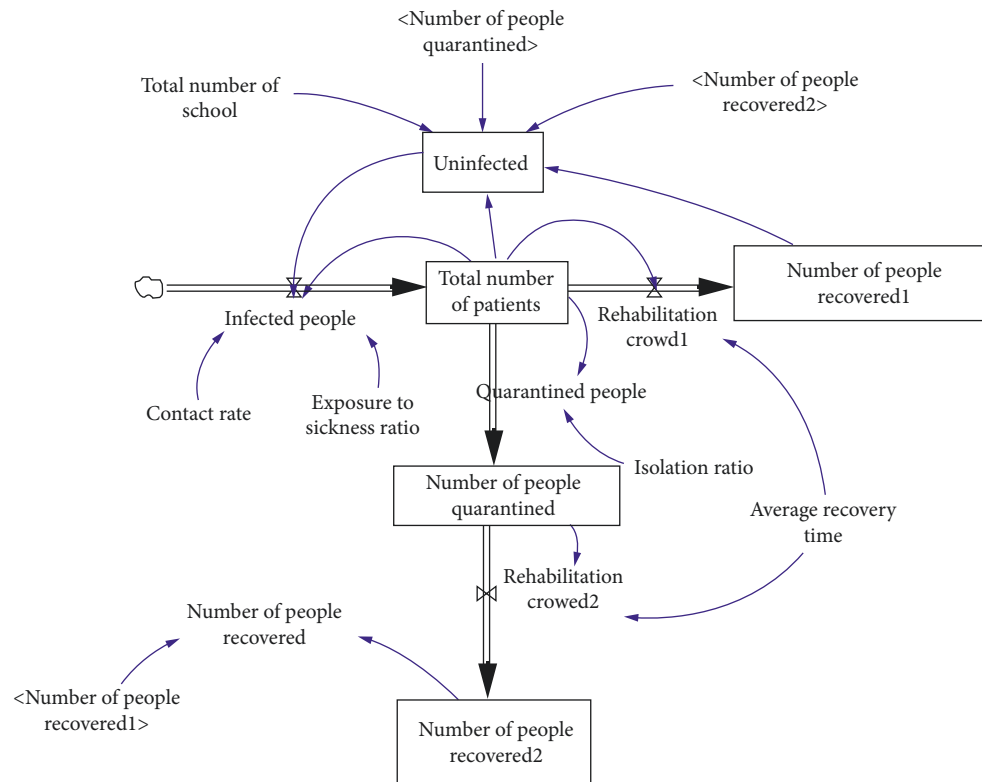 <Number of people
quarantined>
Total number of
school
<Number of people
recovered2>
Uninfected
Total number
of patients
Number of people
recovered1
Infected people
Rehabilitation
crowd1
Contact rate
Exposure to
sickness ratio
Quarantined people
Isolation ratio
Number of people
quarantined
Average recovery
time
Rehabilitation
crowed2
Number of people
recovered
<Number of people
recovered1>
Number of people
recovered2